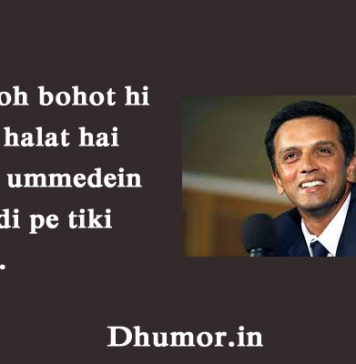 oh bohot hi
halat hai
ummedein
di pe tiki
.
Dhumor.in